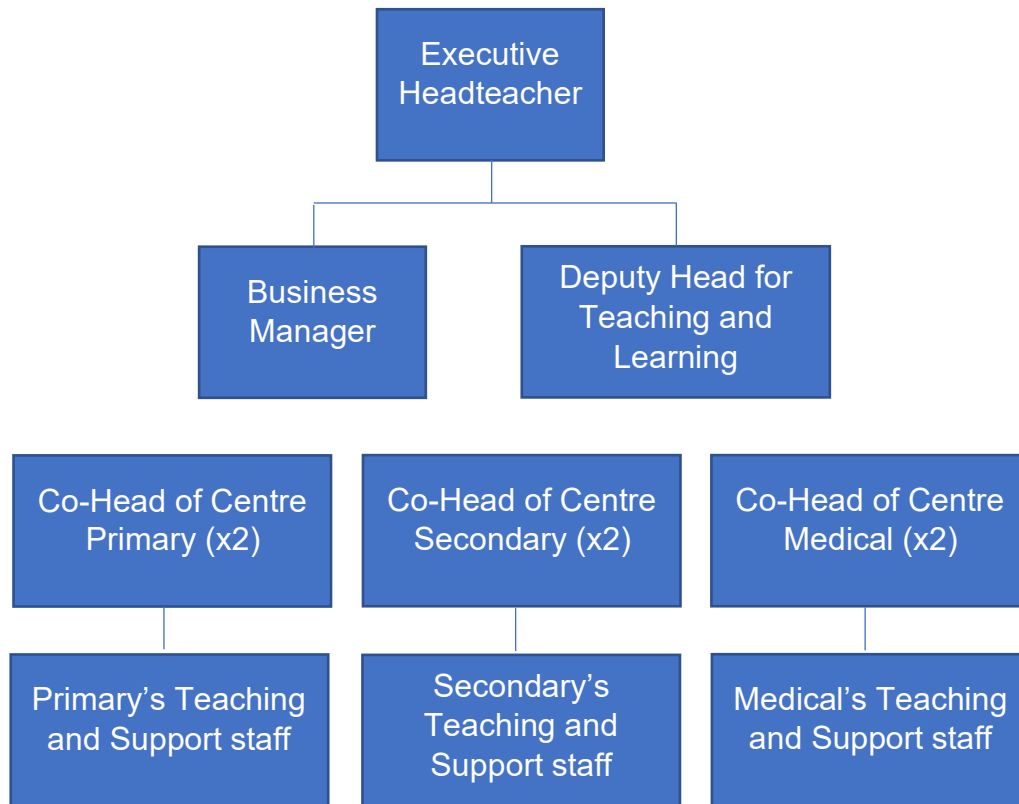 Executive
Headteacher
Business
Manager
Deputy Head for
Teaching and
Learning
Co-Head of Centre
Primary (x2)
Co-Head of Centre
Secondary (x2)
Co-Head of Centre
Medical (x2)
Primary’s Teaching
and Support staff
Secondary’s
Teaching and
Support staff
Medical’s Teaching
and Support staff